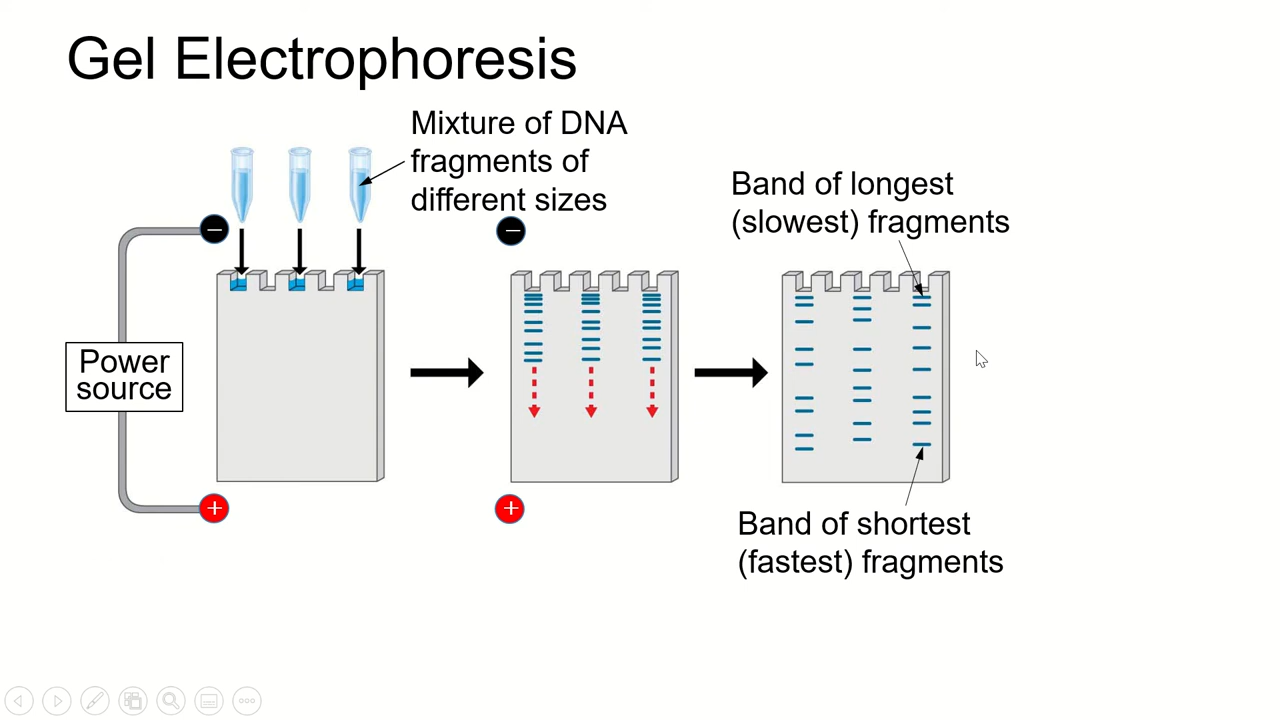 Gel Electrophoresis
Mixture of DNA
fragments of
different sizes
−
−
Band of longest
(slowest) fragments
Power
source
+
+
Band of shortest
(fastest) fragments